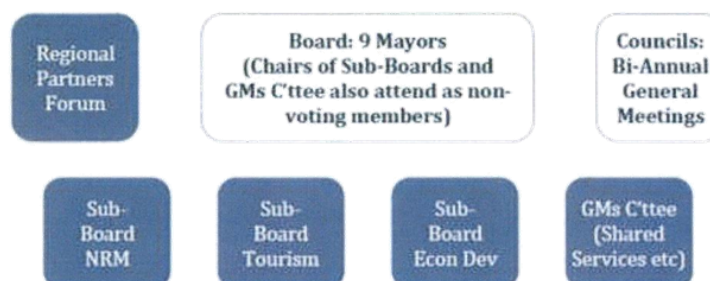 Regional
Partners
Forum
Board: 9 Mayors
(Chairs of Sub-Boards and
GMs C'ttee also attend as non-
voting members)
Councils:
Bi-Annual
General
Meetings
Sub-
Board
NRM
Sub-
Board
Tourism
Sub-
Board
Econ Dev
GMs C'ttee
(Shared
Services etc)